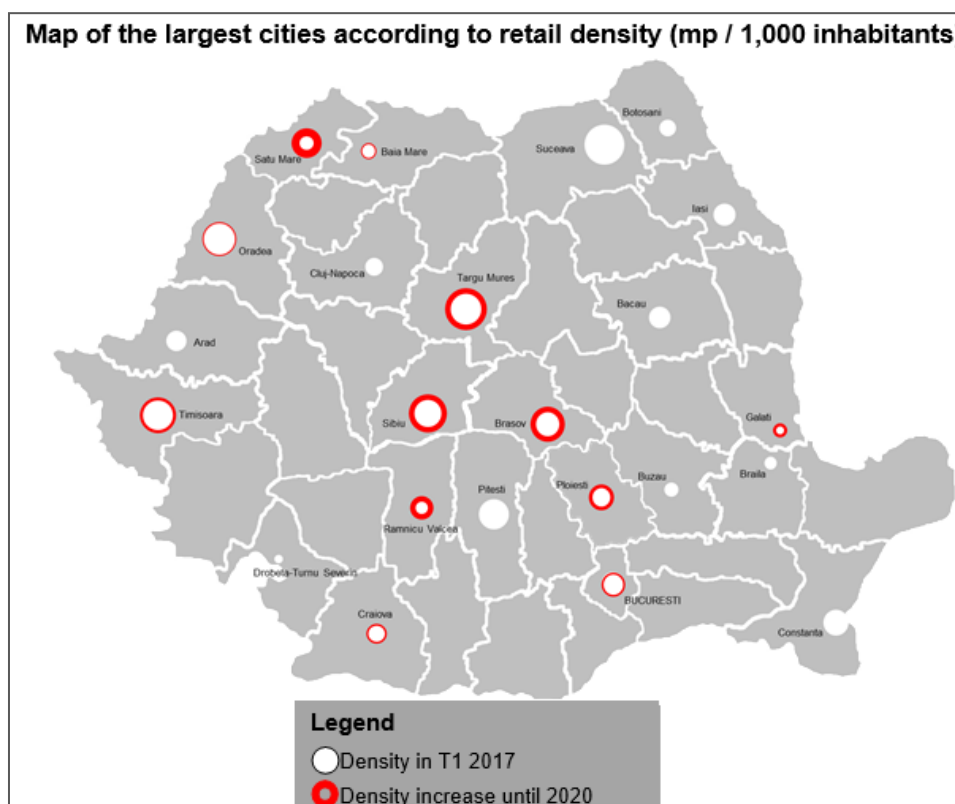 Map of the largest cities according to retail density (mp / 1,000 inhabitants)
Botosani
Suceava
Baia Mare
Satu Mare
Iasi
Oradea
Cluj-Napoca
Targu Mures
Bacau
Arad
Timisoara
Sibiu
Brasov
Galati
Braila
Buzau
Ploiesti
Pitesti
Ramnicu Valcea
Drobeta-Turnu Severin
BUCURESTI
Craiova
Constanta
Legend
Density in T1 2017
Density increase until 2020